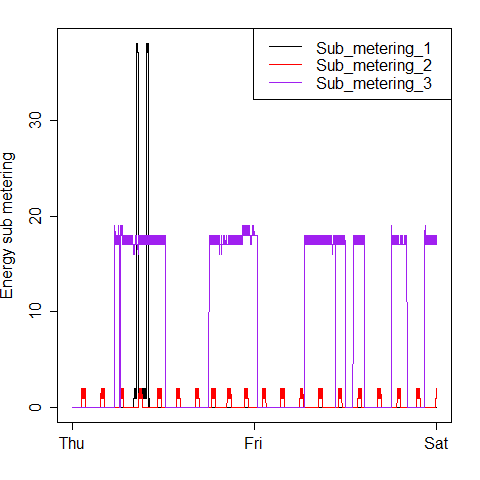 Sub_metering_1
Sub_metering_2
Sub_metering_3
Energy sub metering
30
20
10
0
Thu Fri Sat